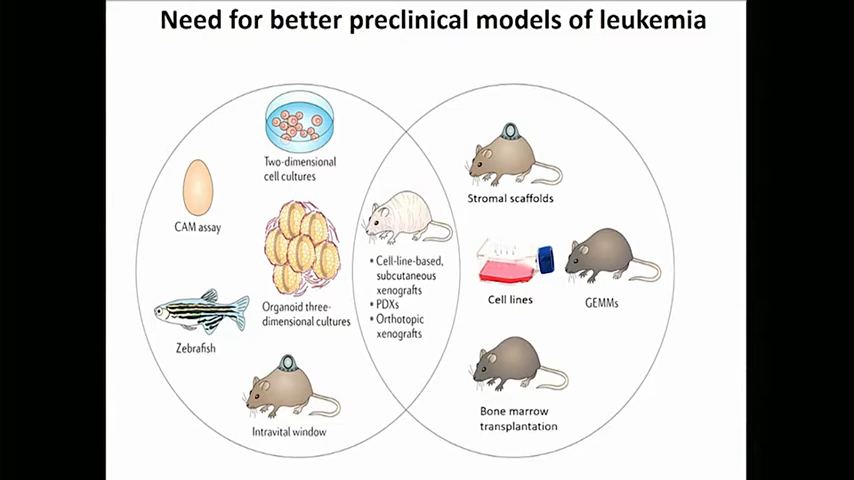 Need for better preclinical models of leukemia
Two-dimensional
cell cultures
CAM assay
Organoid three-
dimensional cultures
Zebrafish
Intravital window
• Cell-line-based,
subcutaneous
xenografts
• PDXs
• Orthotopic
xenografts
Stromal scaffolds
Cell lines
GEMMs
Bone marrow
transplantation